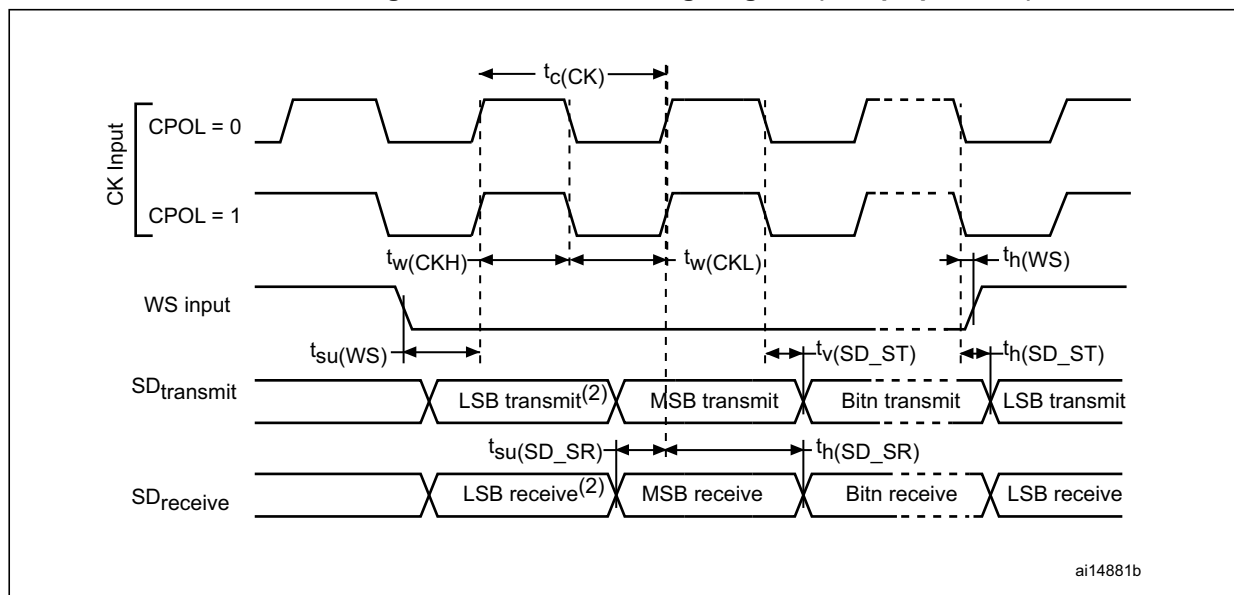 tc(CK)
CK Input
CPOL = 0
CPOL = 1
tw(CKH)
tw(CKL)
th(WS)
WS input
tsu(WS)
tv(SD_ST)
th(SD_ST)
SDtransmit
LSB transmit(2)
MSB transmit
Bitn transmit
LSB transmit
tsu(SD_SR)
th(SD_SR)
SDreceive
LSB receive(2)
MSB receive
Bitn receive
LSB receive
ai14881b